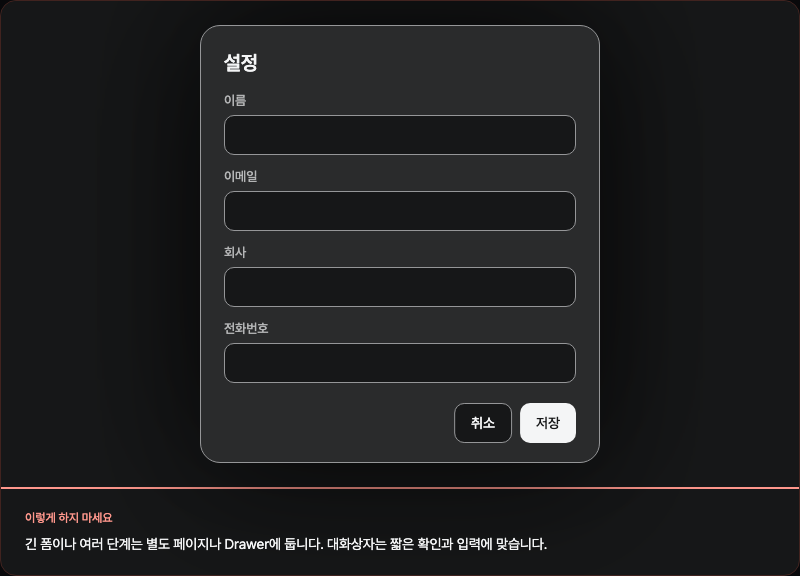 설정
이름
이메일
회사
전화번호
취소 저장
이렇게 하지 마세요
긴 폼이나 여러 단계는 별도 페이지나 Drawer에 둡니다. 대화상자는 짧은 확인과 입력에 맞습니다.